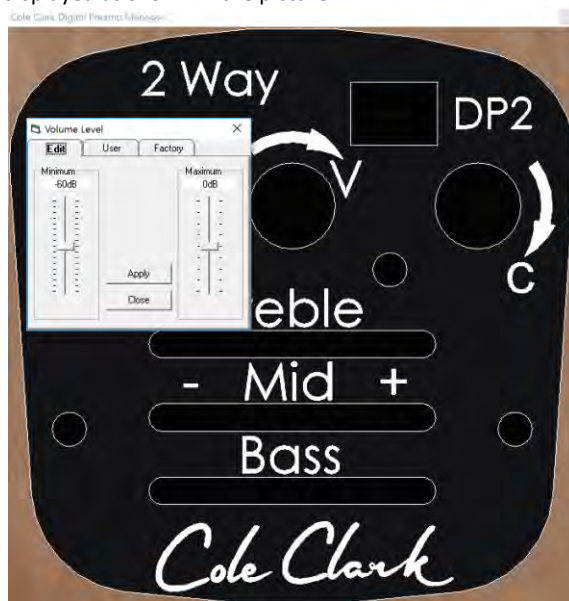 Cole Clark Digital Preamp Manager
2 Way
DP2
Volume Level
Edit User Factory
Minimum Maximum
-60dB 0dB
Apply
Close
V
C
eble
- Mid +
Bass
Cole Clark